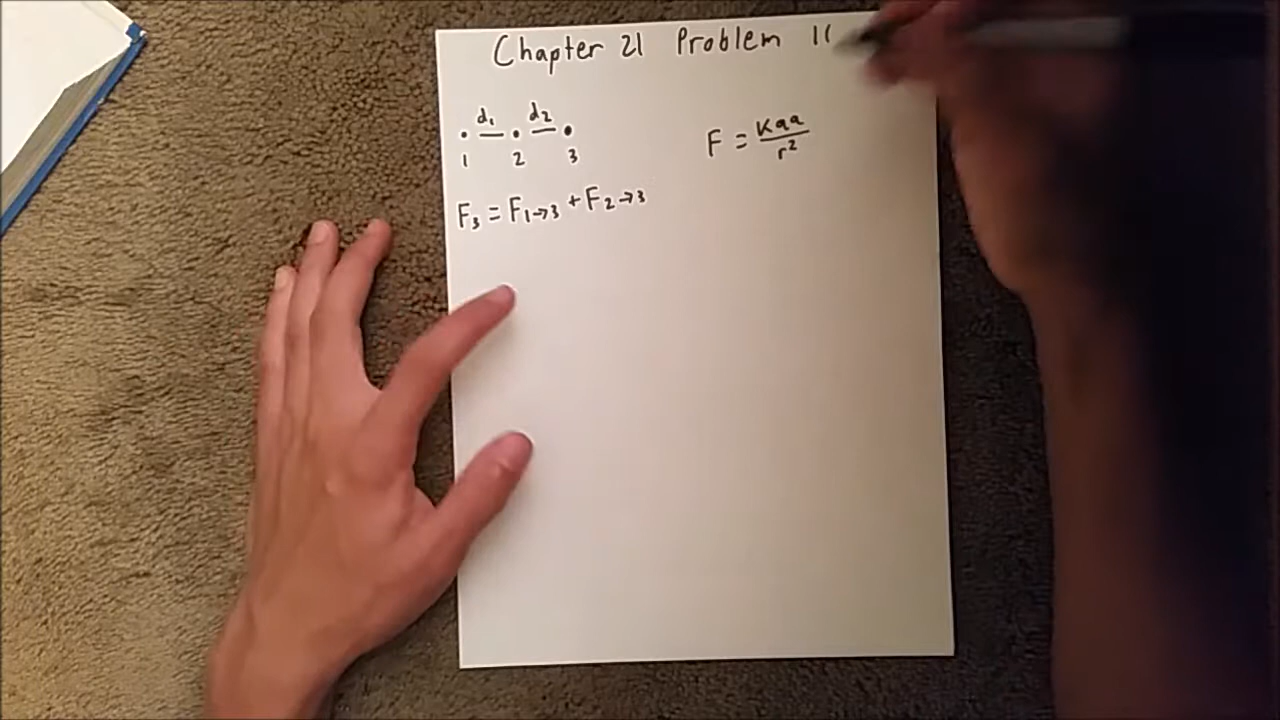 Chapter 21 Problem 11
d₁ d₂
1 2 3
F = Kqq/r²
F₃ = F₁→₃ + F₂→₃